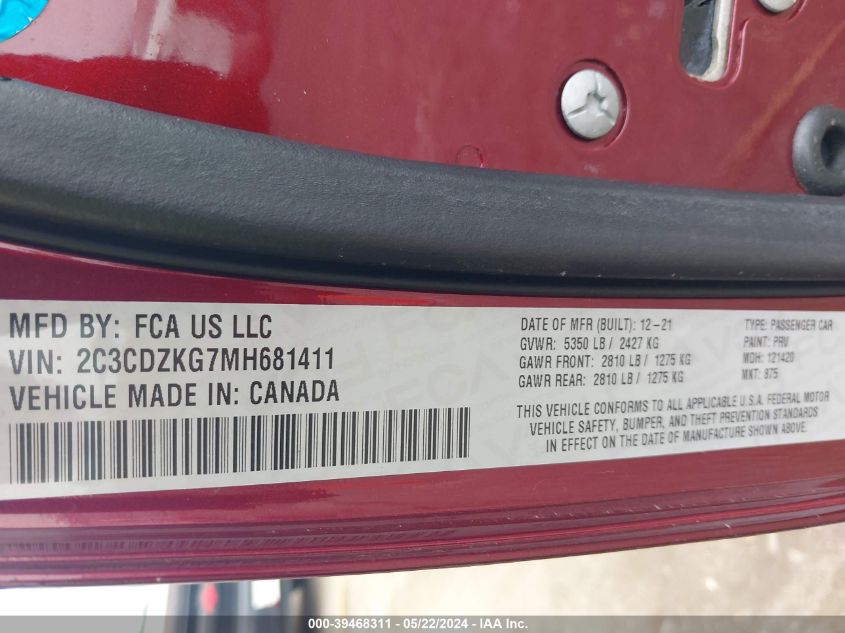 MFD BY: FCA US LLC
VIN: 2C3CDZKG7MH681411
VEHICLE MADE IN: CANADA
DATE OF MFR (BUILT): 12-21
GVWR: 5350 LB / 2427 KG
GAWR FRONT: 2810 LB / 1275 KG
GAWR REAR: 2810 LB / 1275 KG
TYPE: PASSENGER CAR
PAINT: PRV
MDH: 121420
MKT: 875
THIS VEHICLE CONFORMS TO ALL APPLICABLE U.S.A. FEDERAL MOTOR
VEHICLE SAFETY, BUMPER, AND THEFT PREVENTION STANDARDS
IN EFFECT ON THE DATE OF MANUFACTURE SHOWN ABOVE.
000-39468311 - 05/22/2024 - IAA Inc.